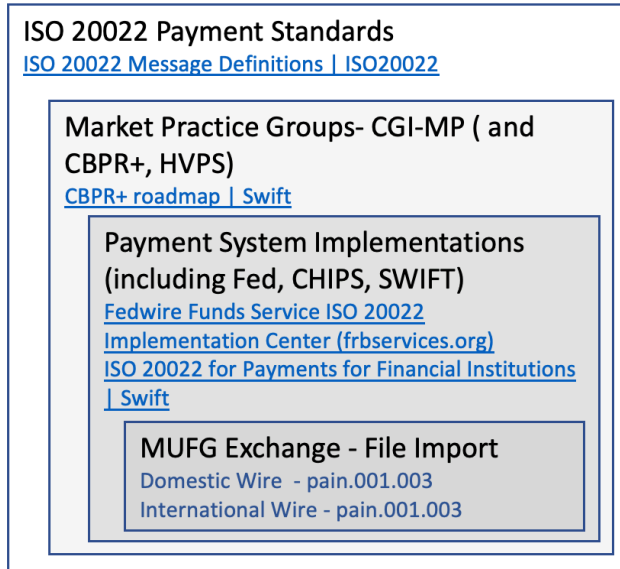 ISO 20022 Payment Standards
ISO 20022 Message Definitions | ISO20022
Market Practice Groups- CGI-MP ( and
CBPR+, HVPS)
CBPR+ roadmap | Swift
Payment System Implementations
(including Fed, CHIPS, SWIFT)
Fedwire Funds Service ISO 20022
Implementation Center (frbservices.org)
ISO 20022 for Payments for Financial Institutions
| Swift
MUFG Exchange - File Import
Domestic Wire - pain.001.003
International Wire - pain.001.003